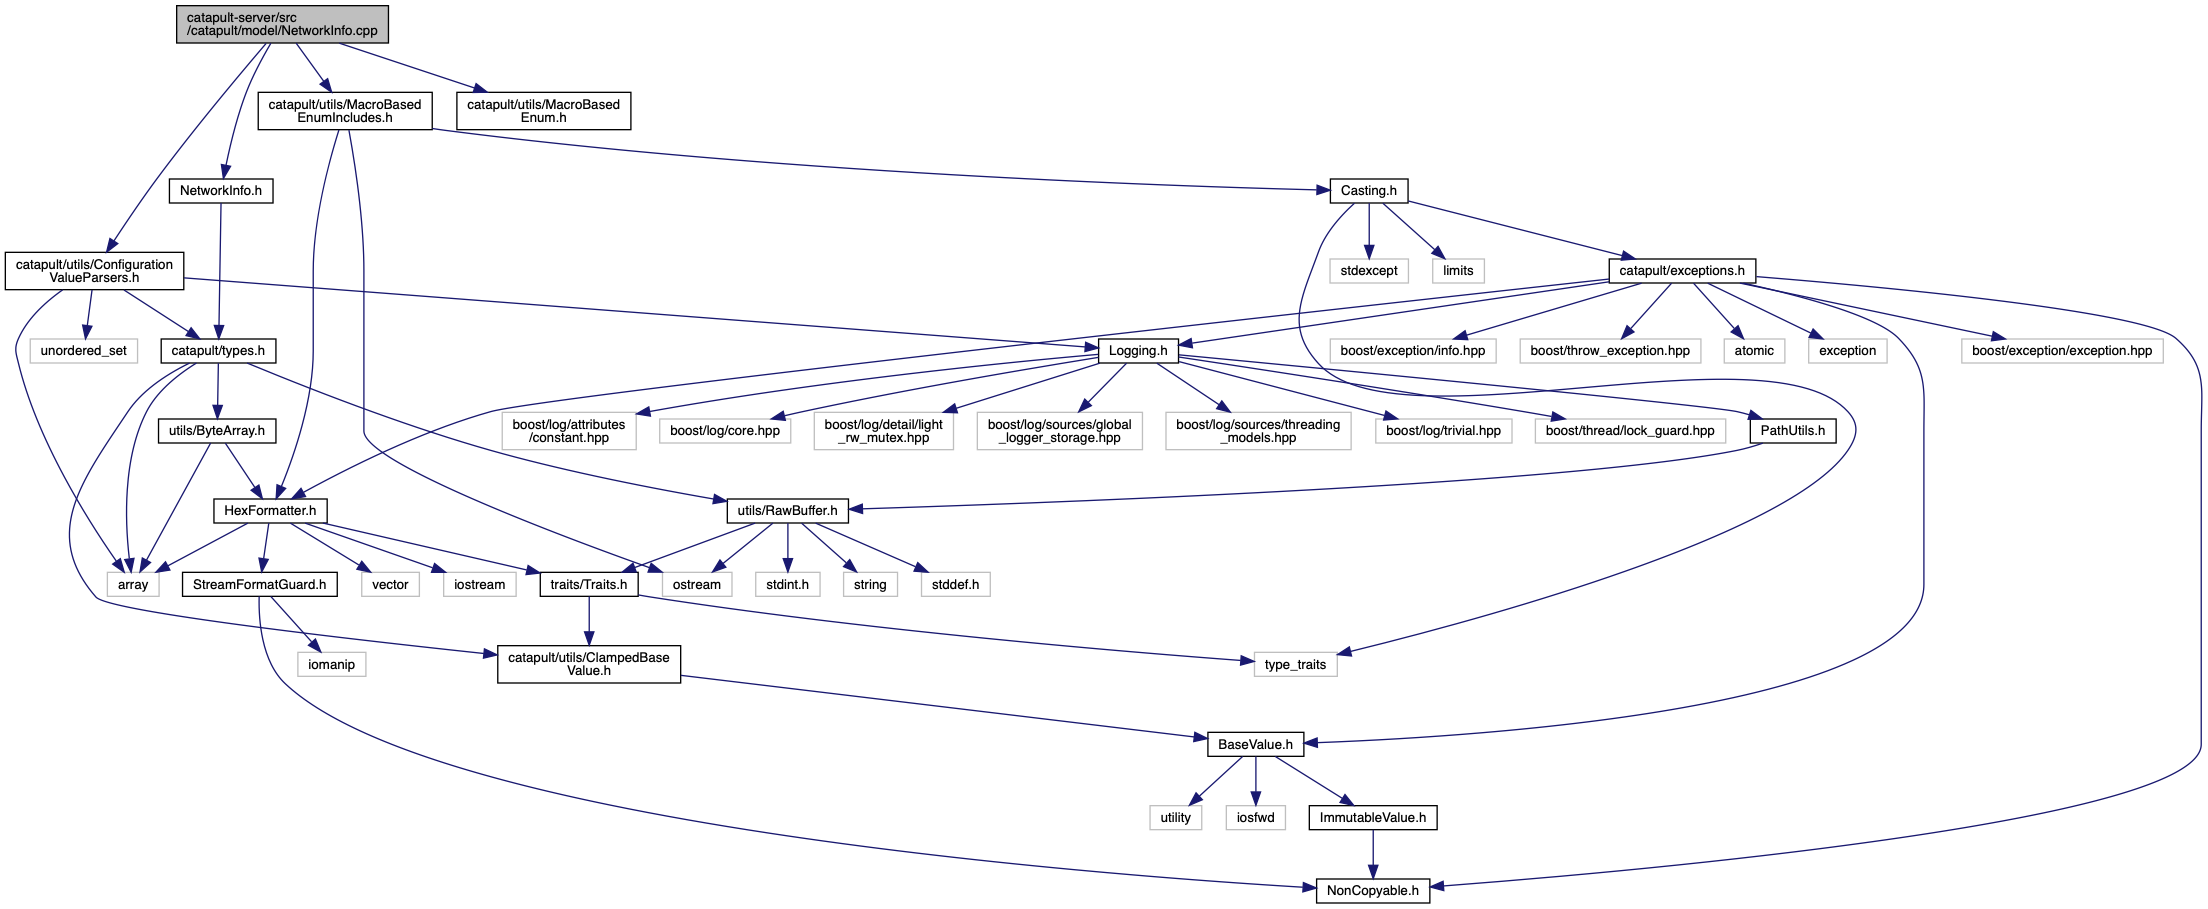 catapult-server/src
/catapult/model/NetworkInfo.cpp
catapult/utils/MacroBased
EnumIncludes.h
catapult/utils/MacroBased
Enum.h
NetworkInfo.h
Casting.h
catapult/utils/Configuration
ValueParsers.h
stdexcept
limits
catapult/exceptions.h
unordered_set
catapult/types.h
Logging.h
boost/exception/info.hpp
boost/throw_exception.hpp
atomic
exception
boost/exception/exception.hpp
utils/ByteArray.h
boost/log/attributes
/constant.hpp
boost/log/core.hpp
boost/log/detail/light
_rw_mutex.hpp
boost/log/sources/global
_logger_storage.hpp
boost/log/sources/threading
_models.hpp
boost/log/trivial.hpp
boost/thread/lock_guard.hpp
PathUtils.h
HexFormatter.h
utils/RawBuffer.h
array
StreamFormatGuard.h
vector
iostream
traits/Traits.h
ostream
stdint.h
string
stddef.h
iomanip
catapult/utils/ClampedBase
Value.h
type_traits
BaseValue.h
utility
iosfwd
ImmutableValue.h
NonCopyable.h